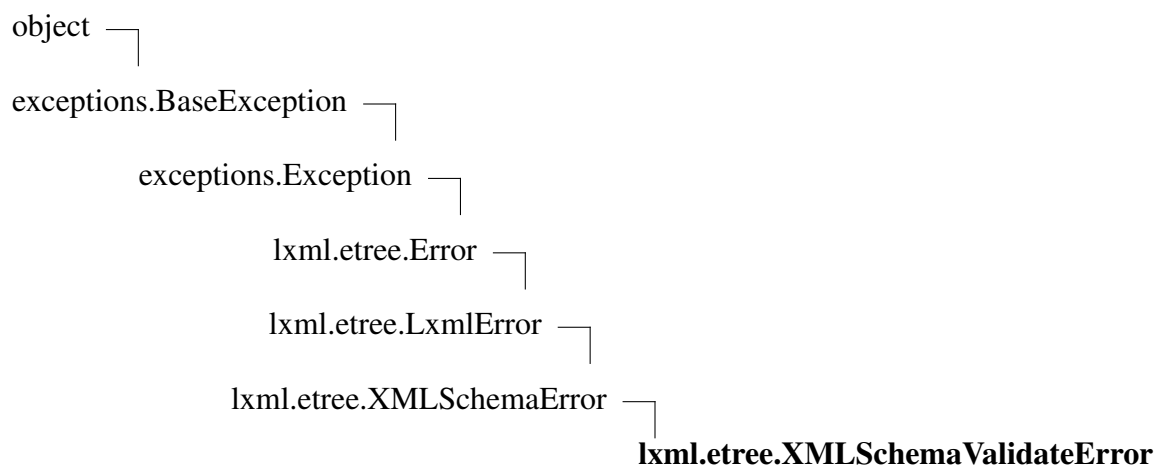 object
exceptions.BaseException
exceptions.Exception
lxml.etree.Error
lxml.etree.LxmlError
lxml.etree.XMLSchemaError
lxml.etree.XMLSchemaValidateError